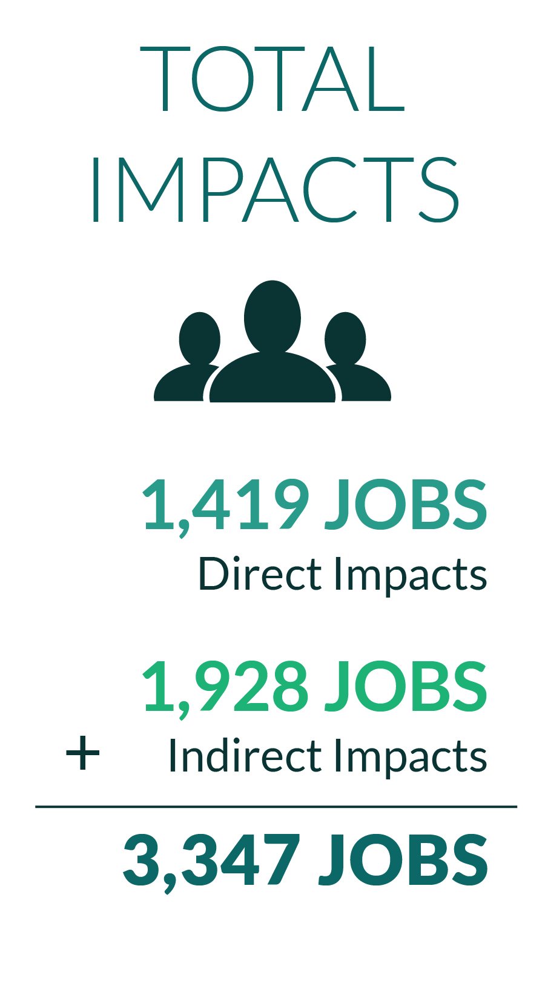 TOTAL
IMPACTS
1,419 JOBS
Direct Impacts
1,928 JOBS
+ Indirect Impacts
3,347 JOBS